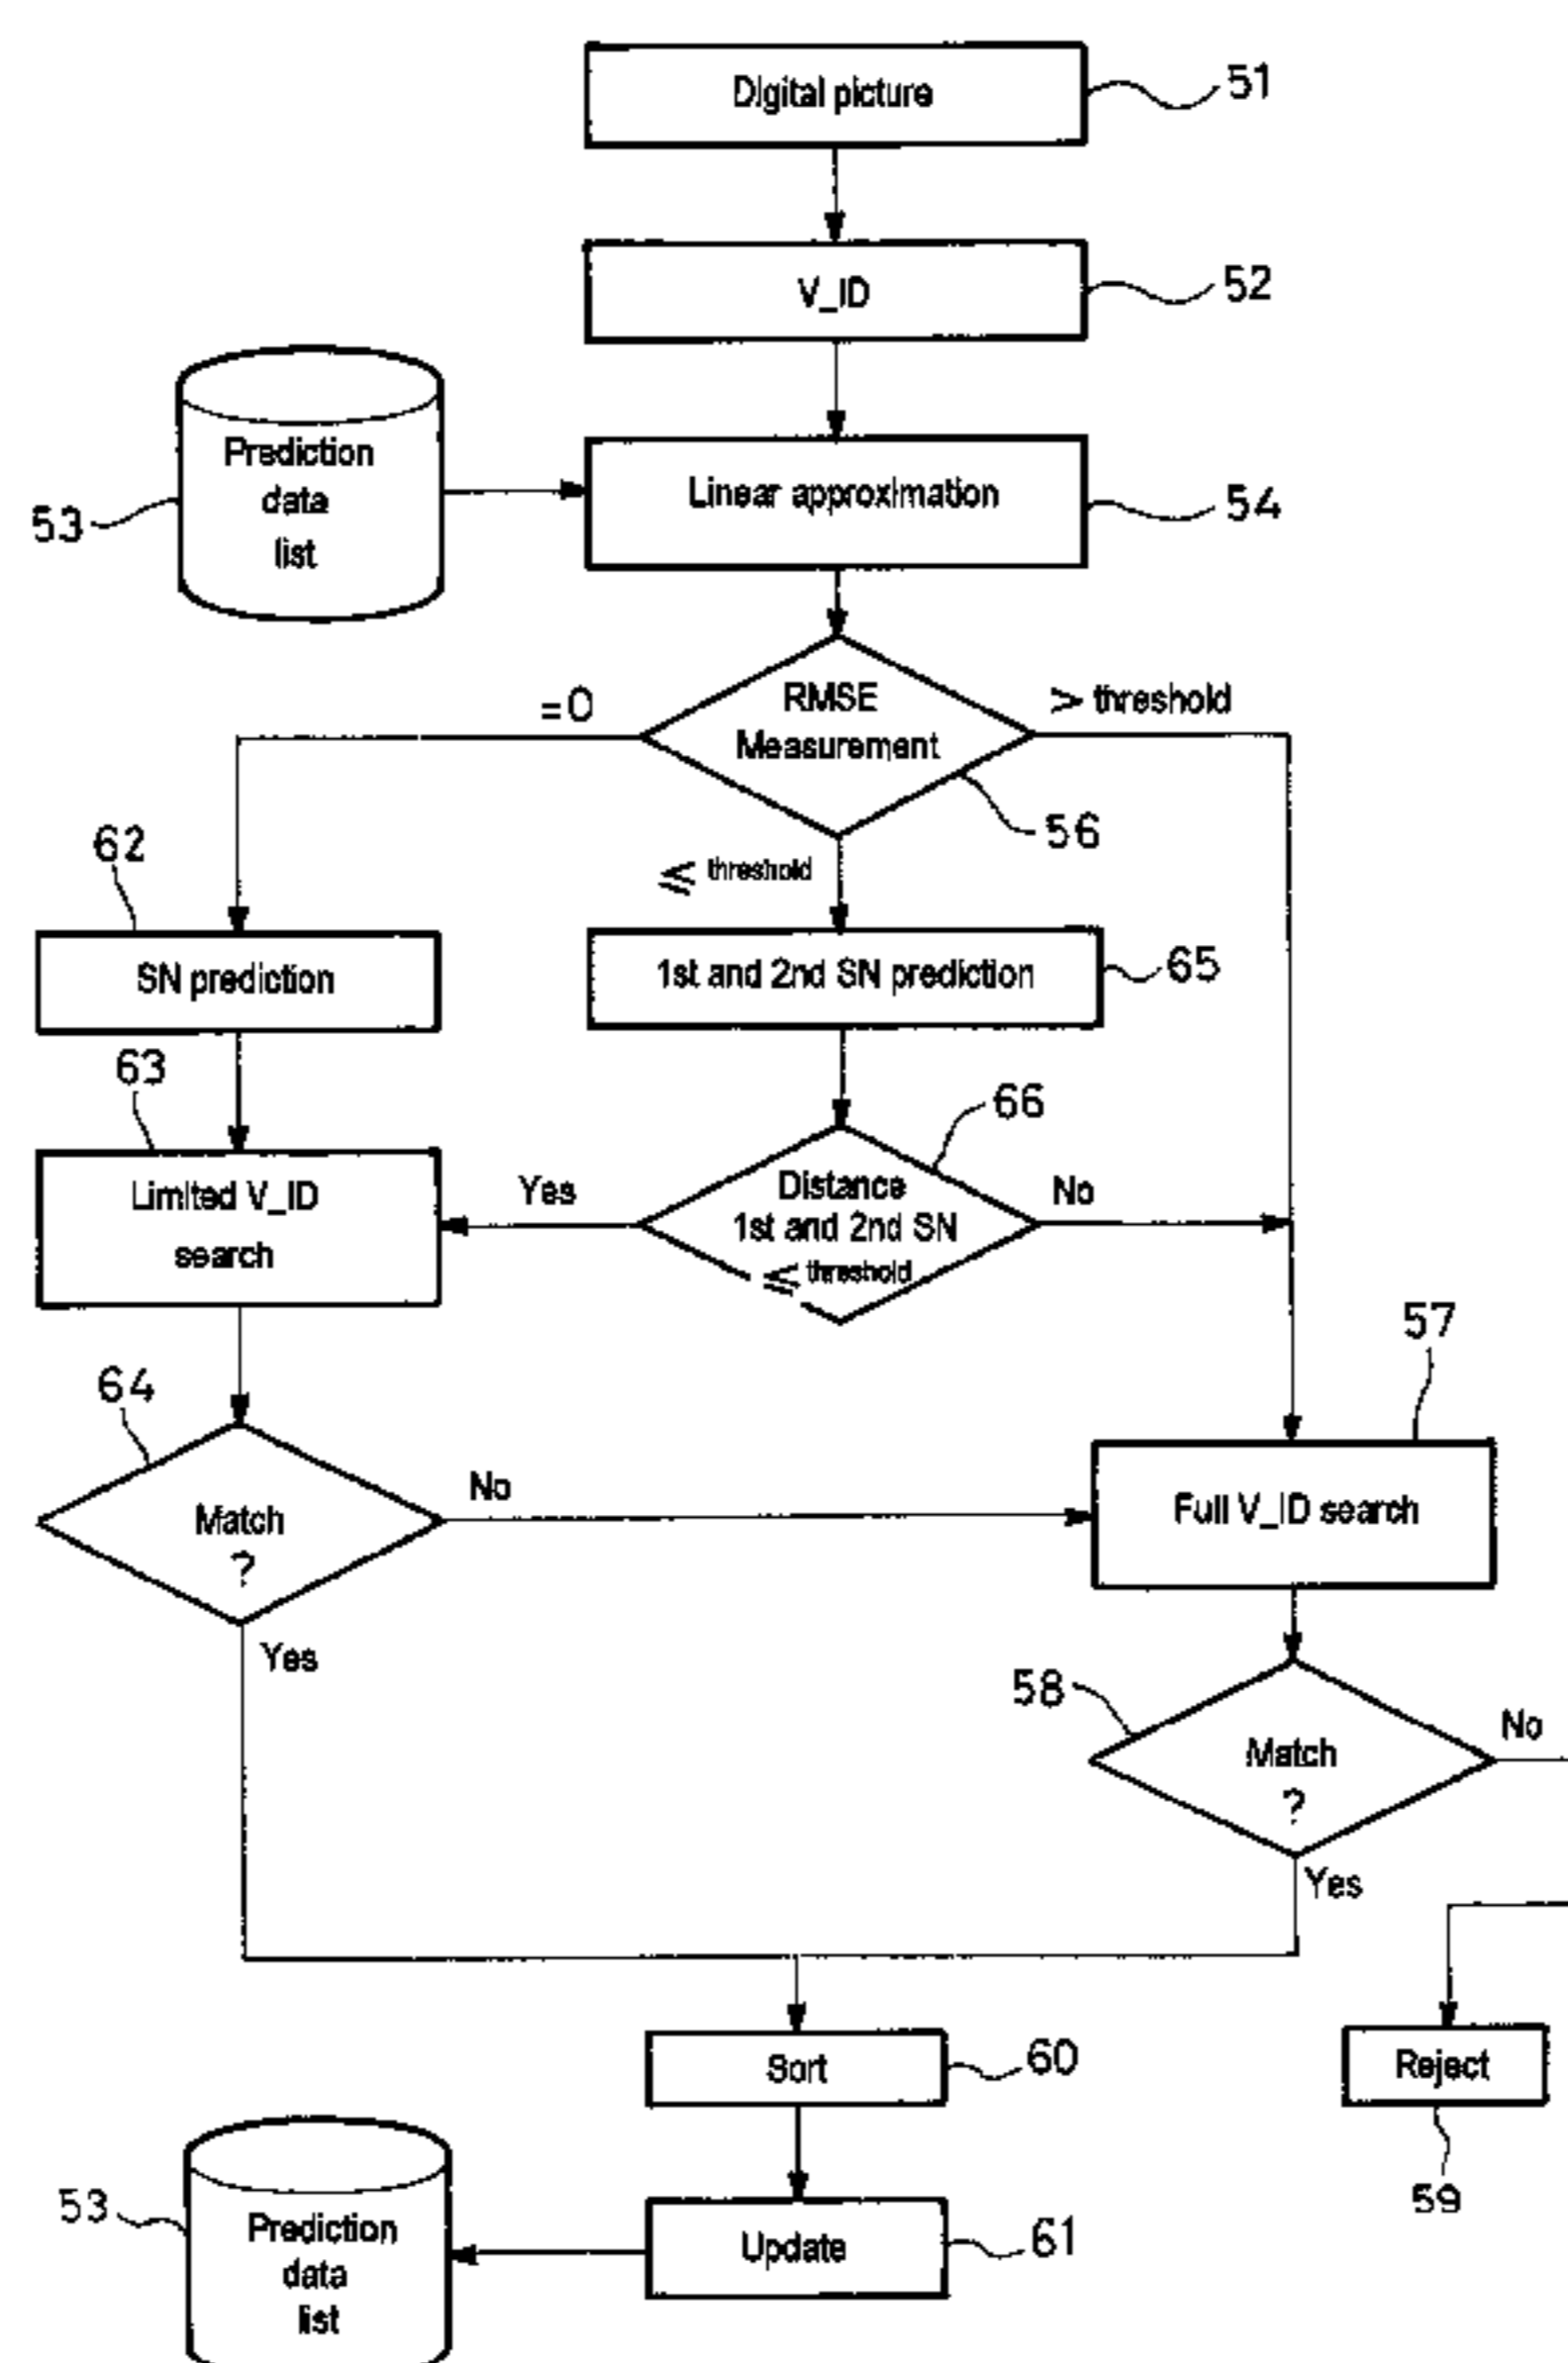 Digital picture
51
V_ID
52
Prediction
data
list
53
Linear approximation
54
=0
RMSE
Measurement
> threshold
56
≤ threshold
62
SN prediction
1st and 2nd SN prediction
65
63
Limited V_ID
search
Yes
Distance
1st and 2nd SN
≤ threshold
66
No
57
64
Match
?
No
Full V_ID search
Yes
58
Match
?
No
Yes
Sort
60
Reject
59
53
Prediction
data
list
Update
61